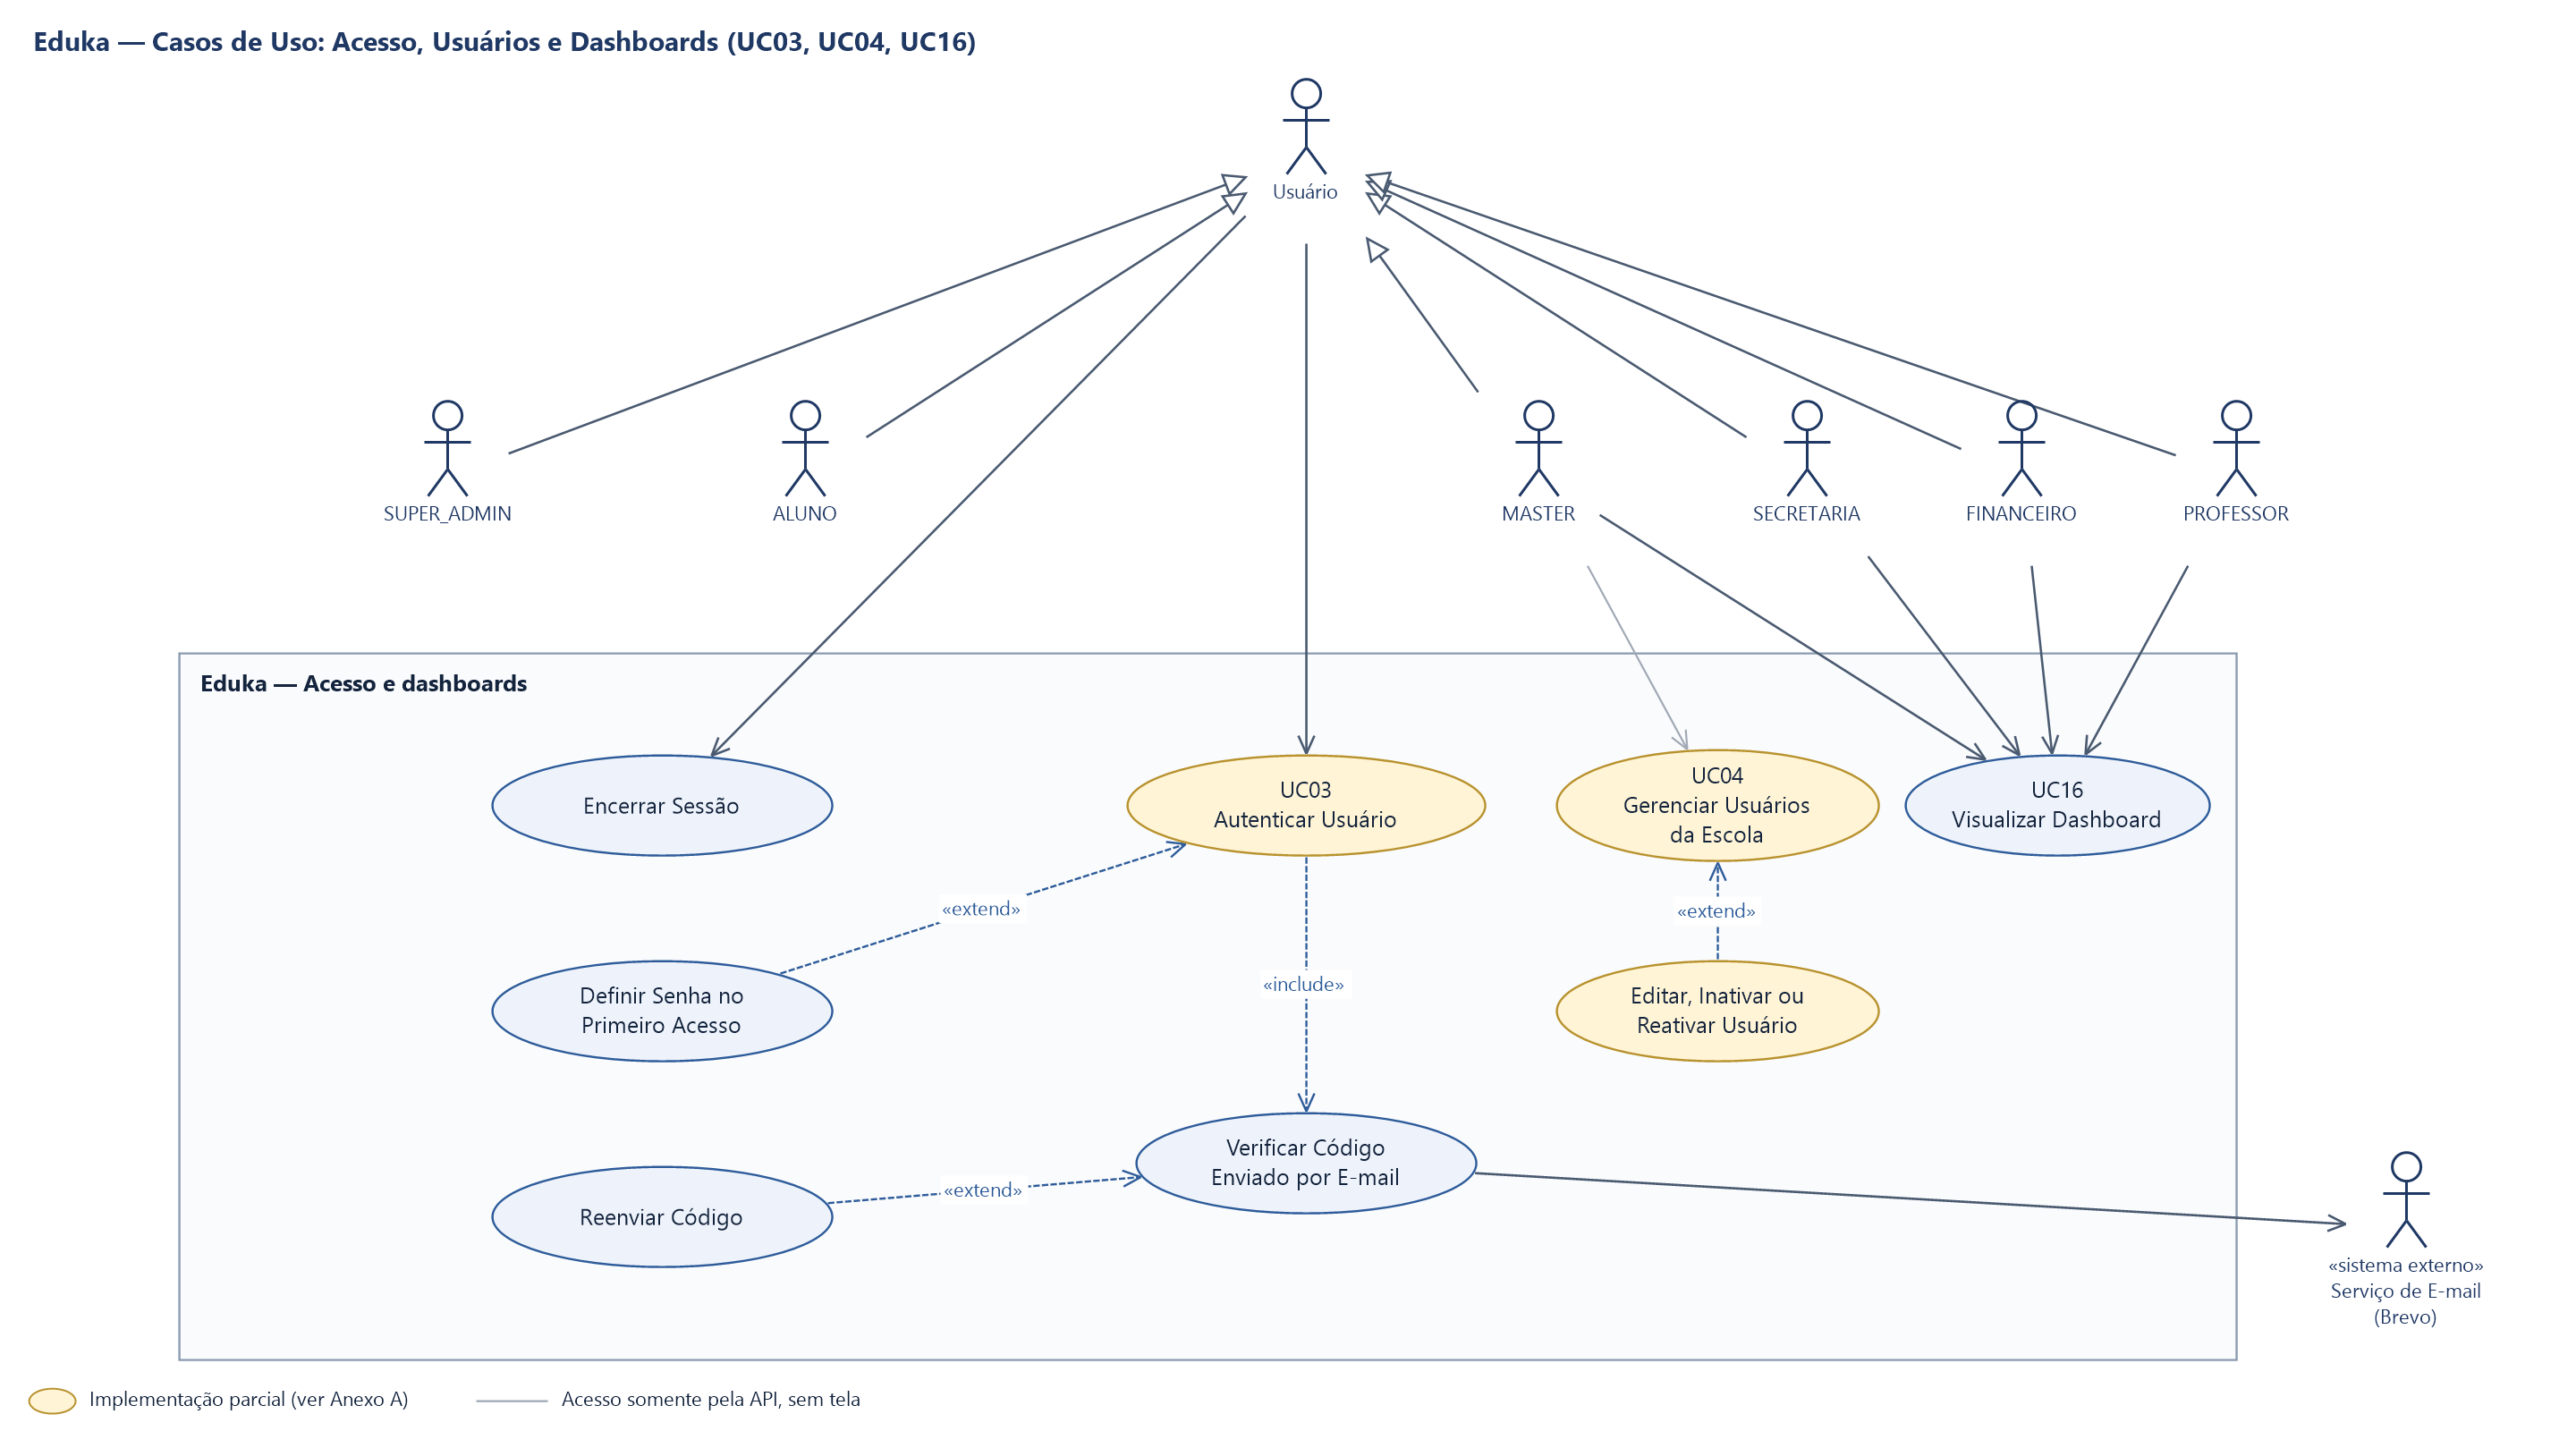 Eduka — Casos de Uso: Acesso, Usuários e Dashboards (UC03, UC04, UC16)
Usuário
SUPER_ADMIN
ALUNO
MASTER
SECRETARIA
FINANCEIRO
PROFESSOR
Eduka — Acesso e dashboards
Encerrar Sessão
UC03
Autenticar Usuário
UC04
Gerenciar Usuários
da Escola
UC16
Visualizar Dashboard
«extend»
«extend»
«include»
Definir Senha no
Primeiro Acesso
Editar, Inativar ou
Reativar Usuário
Verificar Código
Enviado por E-mail
«extend»
Reenviar Código
«sistema externo»
Serviço de E-mail
(Brevo)
Implementação parcial (ver Anexo A)
Acesso somente pela API, sem tela